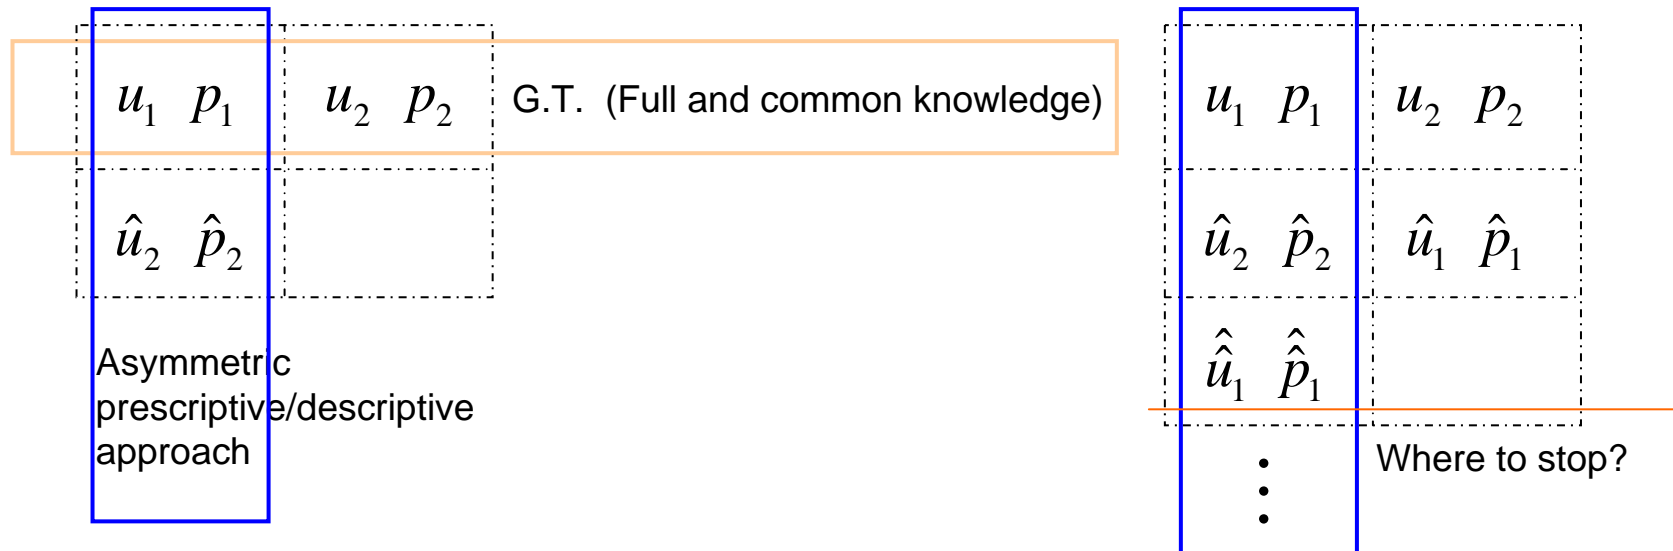 u₁ p₁ u₂ p₂ G.T. (Full and common knowledge)
û₂ p̂₂
Asymmetric
prescriptive/descriptive
approach
u₁ p₁ u₂ p₂
û₂ p̂₂ û₁ p̂₁
û̂₁ p̂̂₁
Where to stop?
⋮